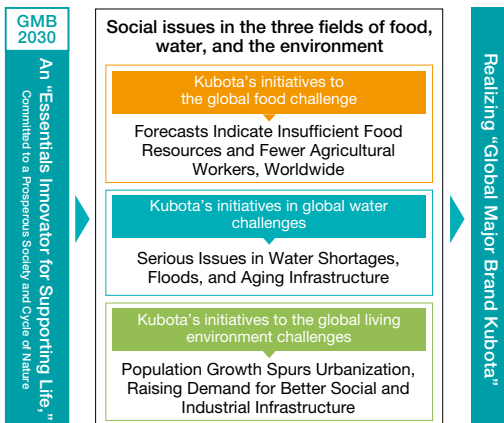 GMB
2030
An “Essentials Innovator for Supporting Life,”
Committed to a Prosperous Society and Cycle of Nature
Social issues in the three fields of food,
water, and the environment
Kubota’s initiatives to
the global food challenge
Forecasts Indicate Insufficient Food
Resources and Fewer Agricultural
Workers, Worldwide
Kubota’s initiatives in global water
challenges
Serious Issues in Water Shortages,
Floods, and Aging Infrastructure
Kubota’s initiatives to the global living
environment challenges
Population Growth Spurs Urbanization,
Raising Demand for Better Social and
Industrial Infrastructure
Realizing “Global Major Brand Kubota”